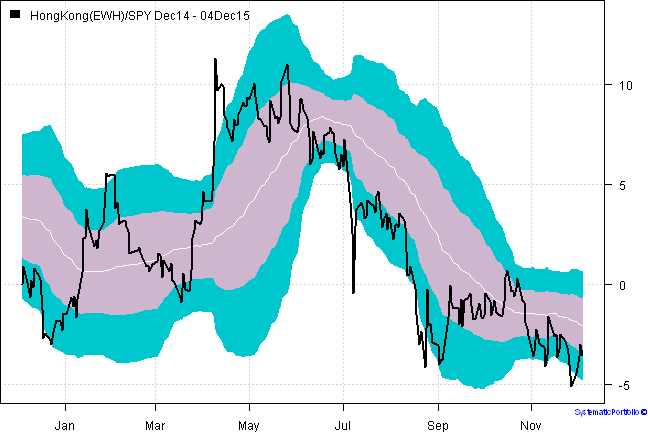 HongKong(EWH)/SPY Dec14 - 04Dec15
10
5
0
-5
Jan Mar May Jul Sep Nov
SystematicPortfolio ©